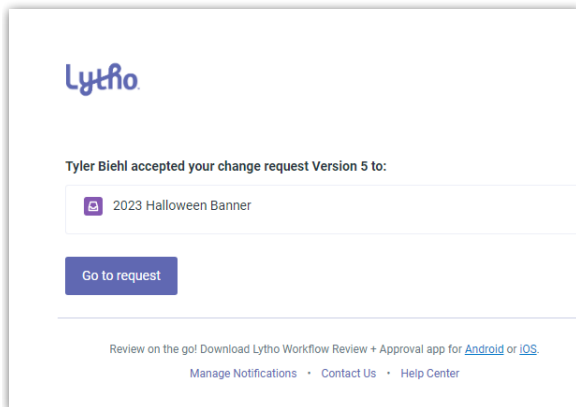 Lytho
Tyler Biehl accepted your change request Version 5 to:
2023 Halloween Banner
Go to request
Review on the go! Download Lytho Workflow Review + Approval app for Android or iOS.
Manage Notifications • Contact Us • Help Center